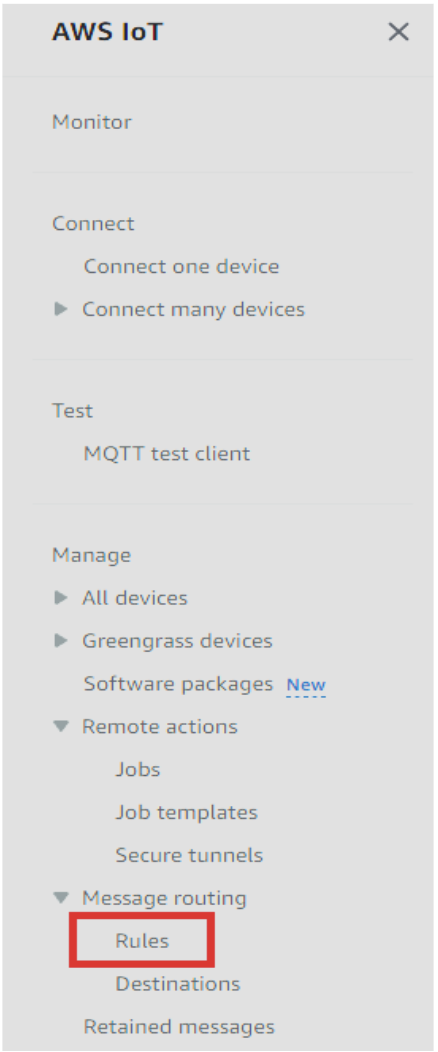 AWS IoT
Monitor
Connect
Connect one device
Connect many devices
Test
MQTT test client
Manage
All devices
Greengrass devices
Software packages New
Remote actions
Jobs
Job templates
Secure tunnels
Message routing
Rules
Destinations
Retained messages